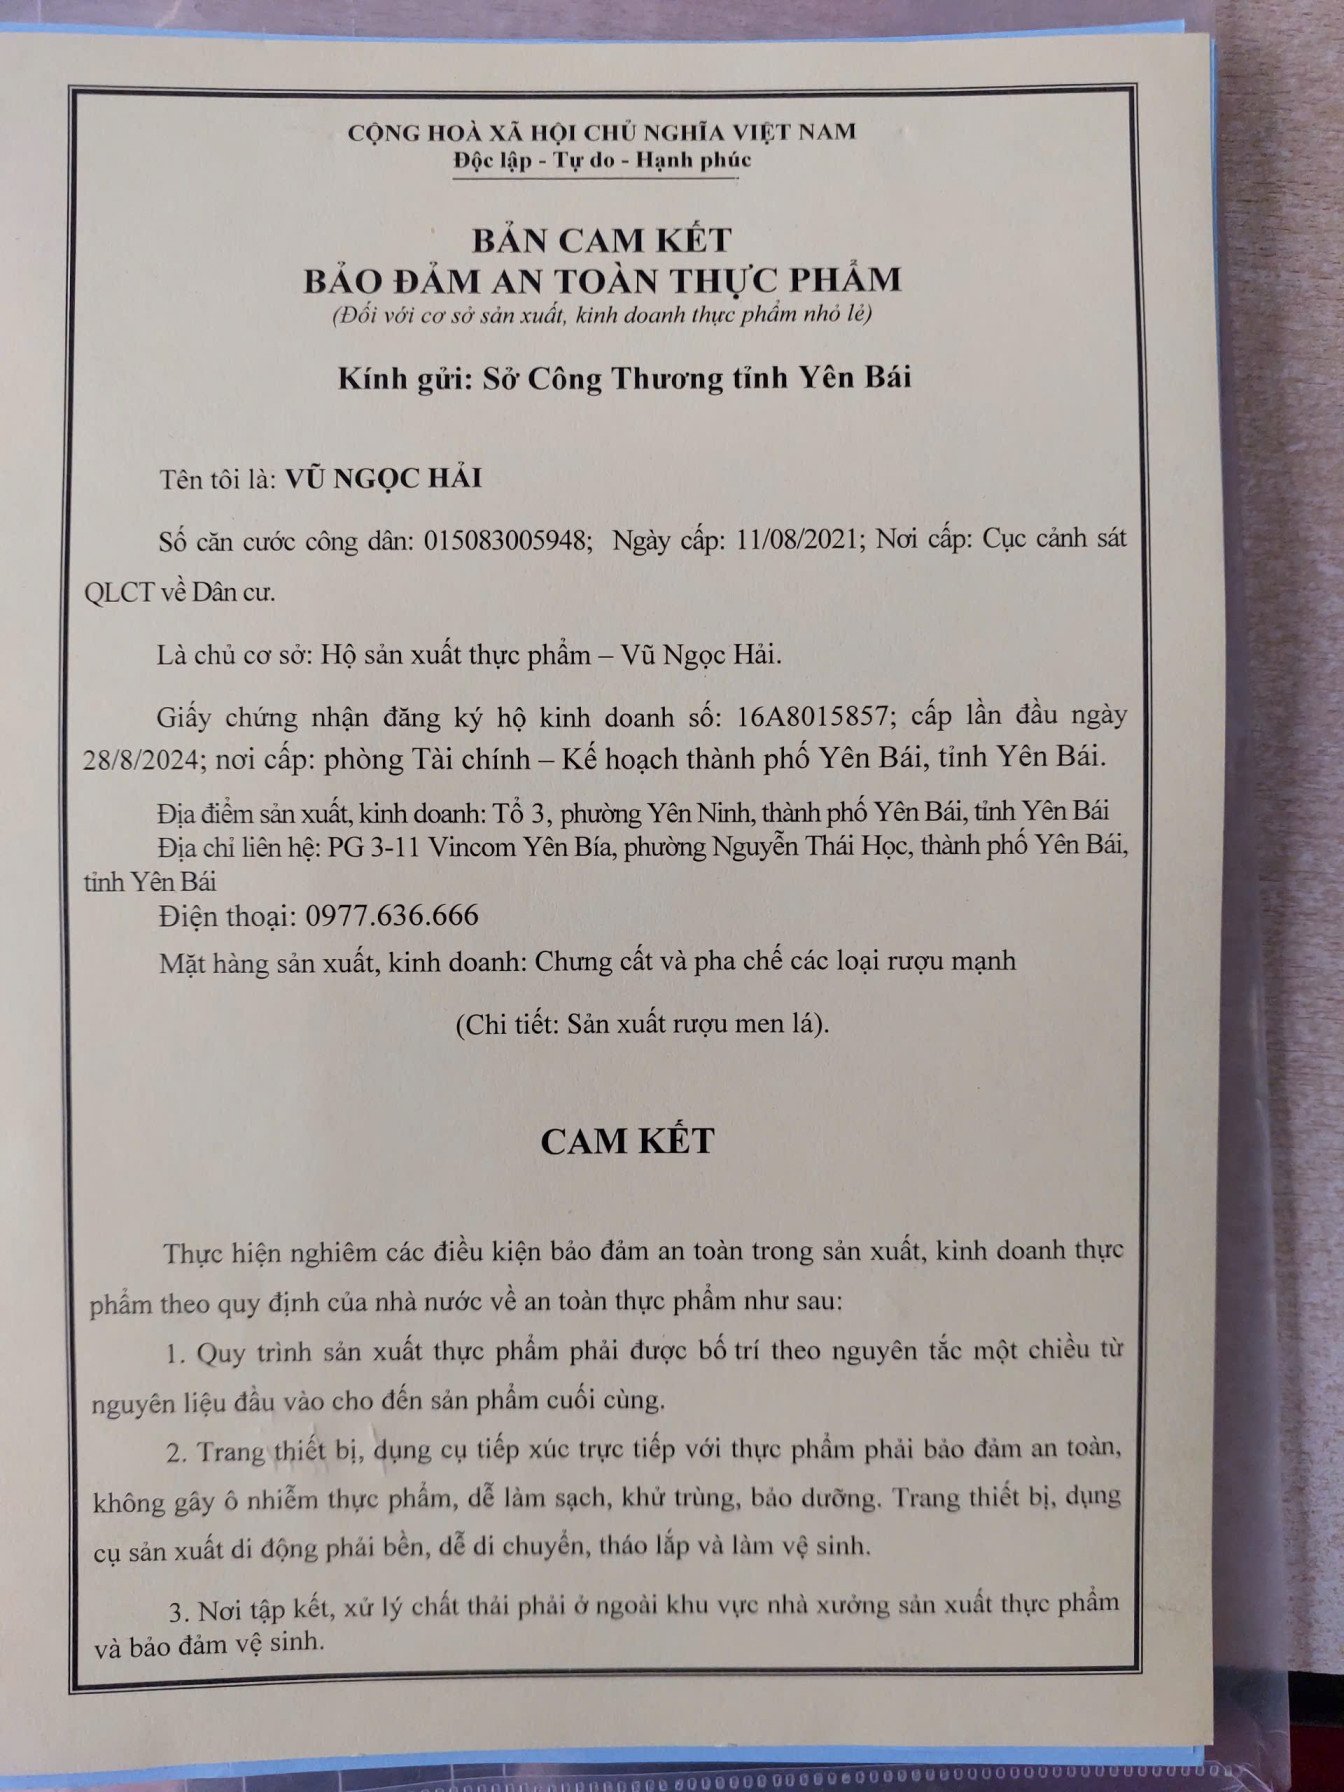 CỘNG HOÀ XÃ HỘI CHỦ NGHĨA VIỆT NAM
Độc lập - Tự do - Hạnh phúc
BẢN CAM KẾT
BẢO ĐẢM AN TOÀN THỰC PHẨM
(Đối với cơ sở sản xuất, kinh doanh thực phẩm nhỏ lẻ)
Kính gửi: Sở Công Thương tỉnh Yên Bái
Tên tôi là: VŨ NGỌC HẢI
Số căn cước công dân: 015083005948; Ngày cấp: 11/08/2021; Nơi cấp: Cục cảnh sát
QLCT về Dân cư.
Là chủ cơ sở: Hộ sản xuất thực phẩm – Vũ Ngọc Hải.
Giấy chứng nhận đăng ký hộ kinh doanh số: 16A8015857; cấp lần đầu ngày
28/8/2024; nơi cấp: phòng Tài chính – Kế hoạch thành phố Yên Bái, tỉnh Yên Bái.
Địa điểm sản xuất, kinh doanh: Tổ 3, phường Yên Ninh, thành phố Yên Bái, tỉnh Yên Bái
Địa chỉ liên hệ: PG 3-11 Vincom Yên Bía, phường Nguyễn Thái Học, thành phố Yên Bái,
tỉnh Yên Bái
Điện thoại: 0977.636.666
Mặt hàng sản xuất, kinh doanh: Chưng cất và pha chế các loại rượu mạnh
(Chi tiết: Sản xuất rượu men lá).
CAM KẾT
Thực hiện nghiêm các điều kiện bảo đảm an toàn trong sản xuất, kinh doanh thực
phẩm theo quy định của nhà nước về an toàn thực phẩm như sau:
1. Quy trình sản xuất thực phẩm phải được bố trí theo nguyên tắc một chiều từ
nguyên liệu đầu vào cho đến sản phẩm cuối cùng.
2. Trang thiết bị, dụng cụ tiếp xúc trực tiếp với thực phẩm phải bảo đảm an toàn,
không gây ô nhiễm thực phẩm, dễ làm sạch, khử trùng, bảo dưỡng. Trang thiết bị, dụng
cụ sản xuất di động phải bền, dễ di chuyển, tháo lắp và làm vệ sinh.
3. Nơi tập kết, xử lý chất thải phải ở ngoài khu vực nhà xưởng sản xuất thực phẩm
và bảo đảm vệ sinh.